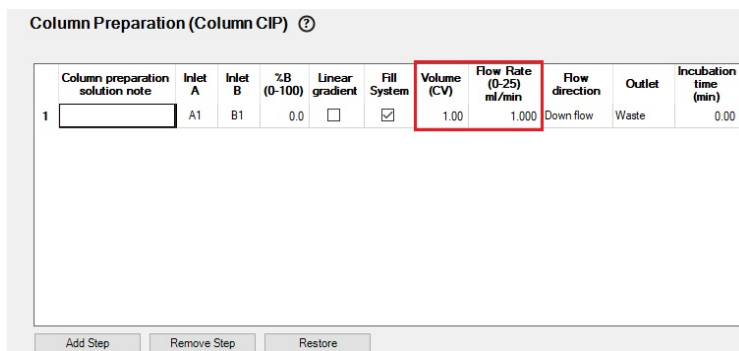 Column Preparation (Column CIP) ?
Column preparation solution note Inlet A Inlet B %B (0-100) Linear gradient Fill System Volume (CV) Flow Rate (0-25) ml/min Flow direction Outlet Incubation time (min)
1 A1 B1 0.0 1.00 1.000 Down flow Waste 0.00
Add Step Remove Step Restore